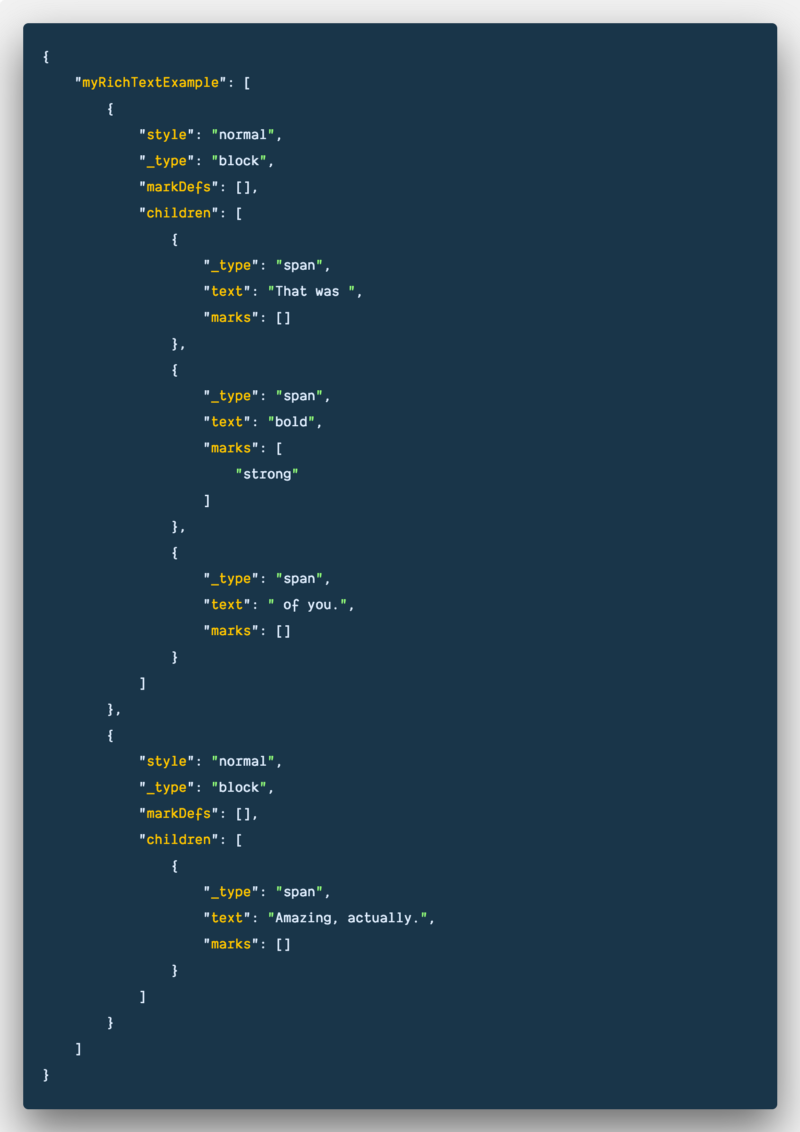 {
    "myRichTextExample": [
        {
            "style": "normal",
            "_type": "block",
            "markDefs": [],
            "children": [
                {
                    "_type": "span",
                    "text": "That was ",
                    "marks": []
                },
                {
                    "_type": "span",
                    "text": "bold",
                    "marks": [
                        "strong"
                    ]
                },
                {
                    "_type": "span",
                    "text": " of you.",
                    "marks": []
                }
            ]
        },
        {
            "style": "normal",
            "_type": "block",
            "markDefs": [],
            "children": [
                {
                    "_type": "span",
                    "text": "Amazing, actually.",
                    "marks": []
                }
            ]
        }
    ]
}